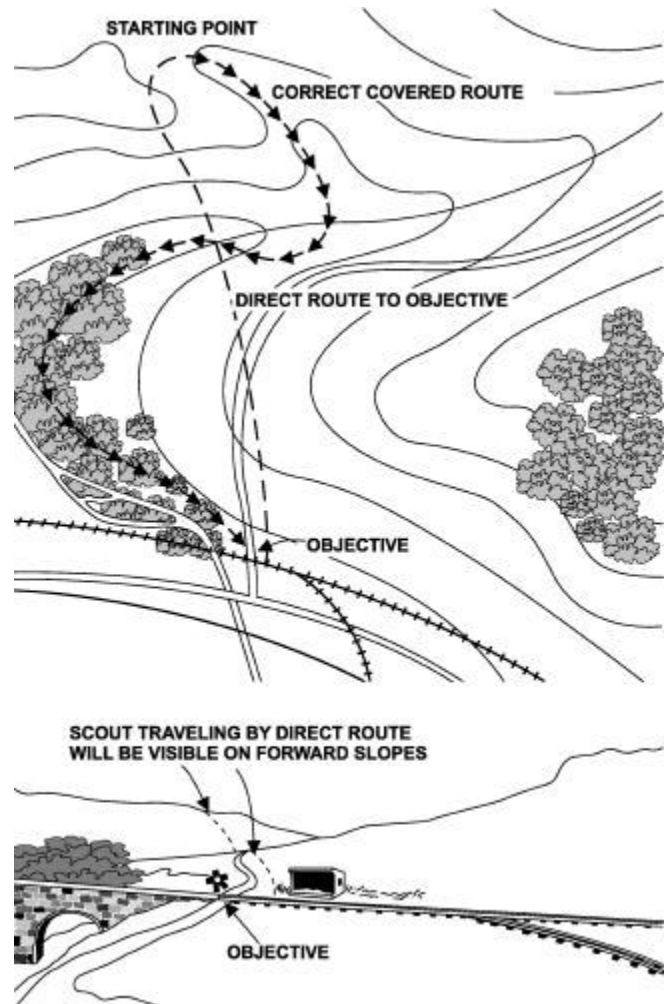 STARTING POINT
CORRECT COVERED ROUTE
DIRECT ROUTE TO OBJECTIVE
OBJECTIVE
SCOUT TRAVELING BY DIRECT ROUTE
WILL BE VISIBLE ON FORWARD SLOPES
OBJECTIVE